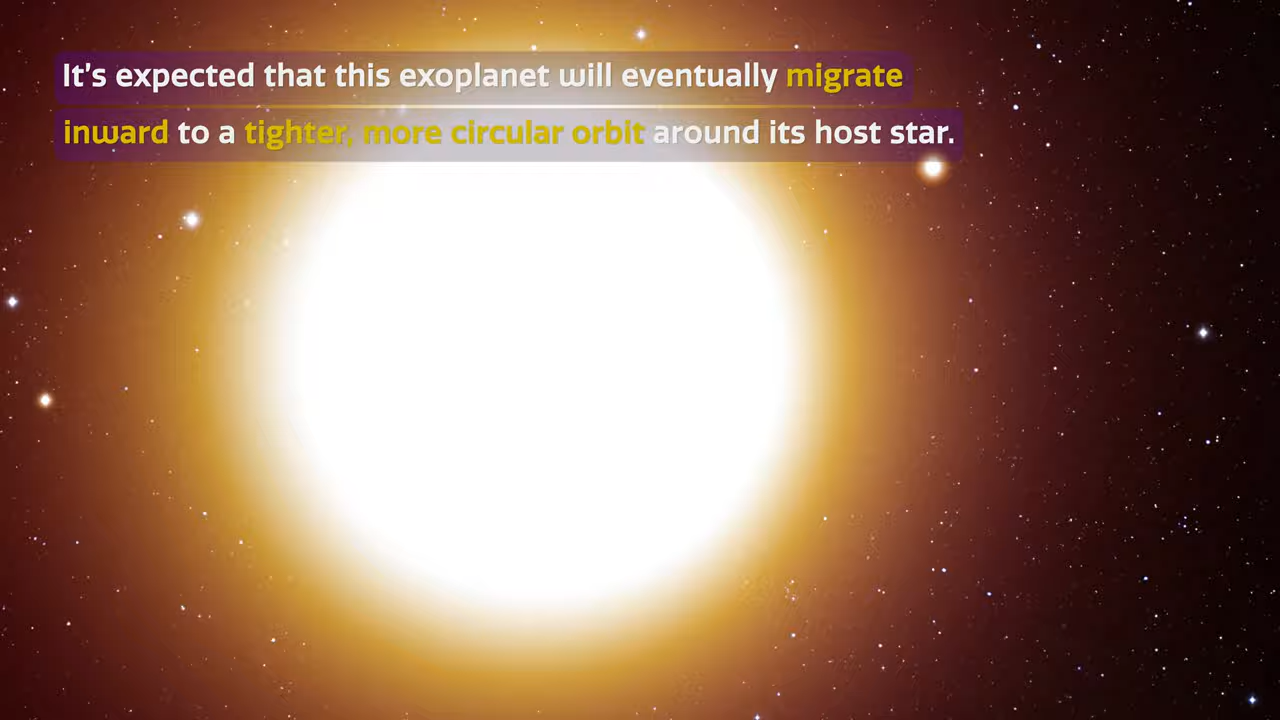 It's expected that this exoplanet will eventually migrate
inward to a tighter, more circular orbit around its host star.